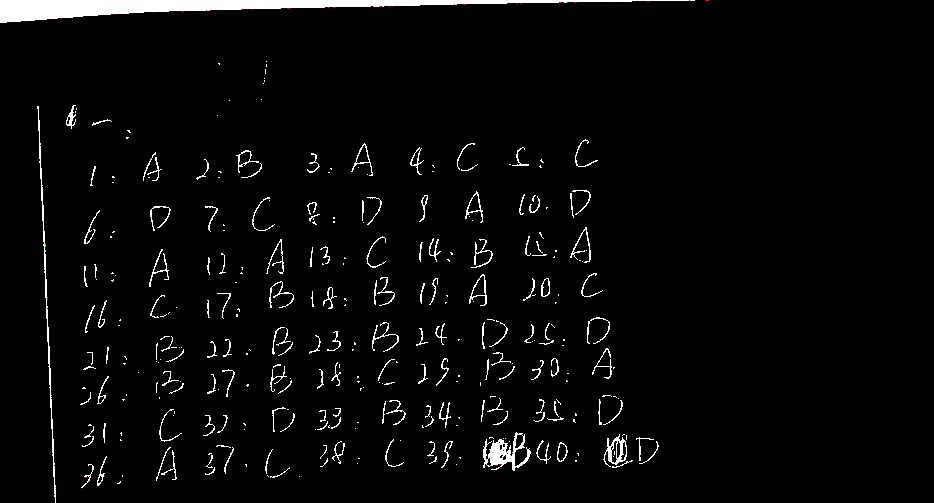 一:
1: A 2: B 3: A 4: C 5: C
6: D 7: C 8: D 9 A 10. D
11: A 12: A 13: C 14: B 15: A
16: C 17: B 18: B 19: A 20: C
21: B 22. B 23: B 24. D 25: D
26: B 27. B 28: C 29: B 30: A
31: C 32: D 33: B 34: B 35: D
36: A 37. C 38: C 39: B 40: D